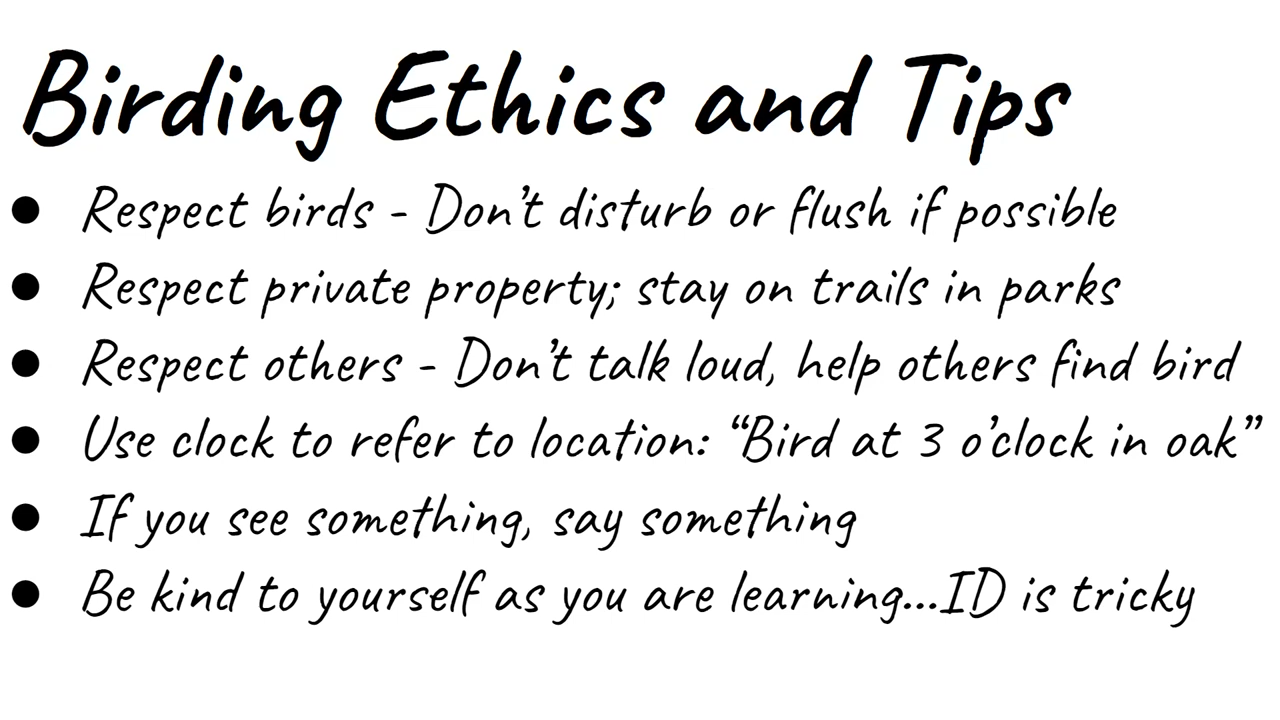 Birding Ethics and Tips
● Respect birds - Don’t disturb or flush if possible
● Respect private property; stay on trails in parks
● Respect others - Don’t talk loud, help others find bird
● Use clock to refer to location: “Bird at 3 o’clock in oak”
● If you see something, say something
● Be kind to yourself as you are learning...ID is tricky